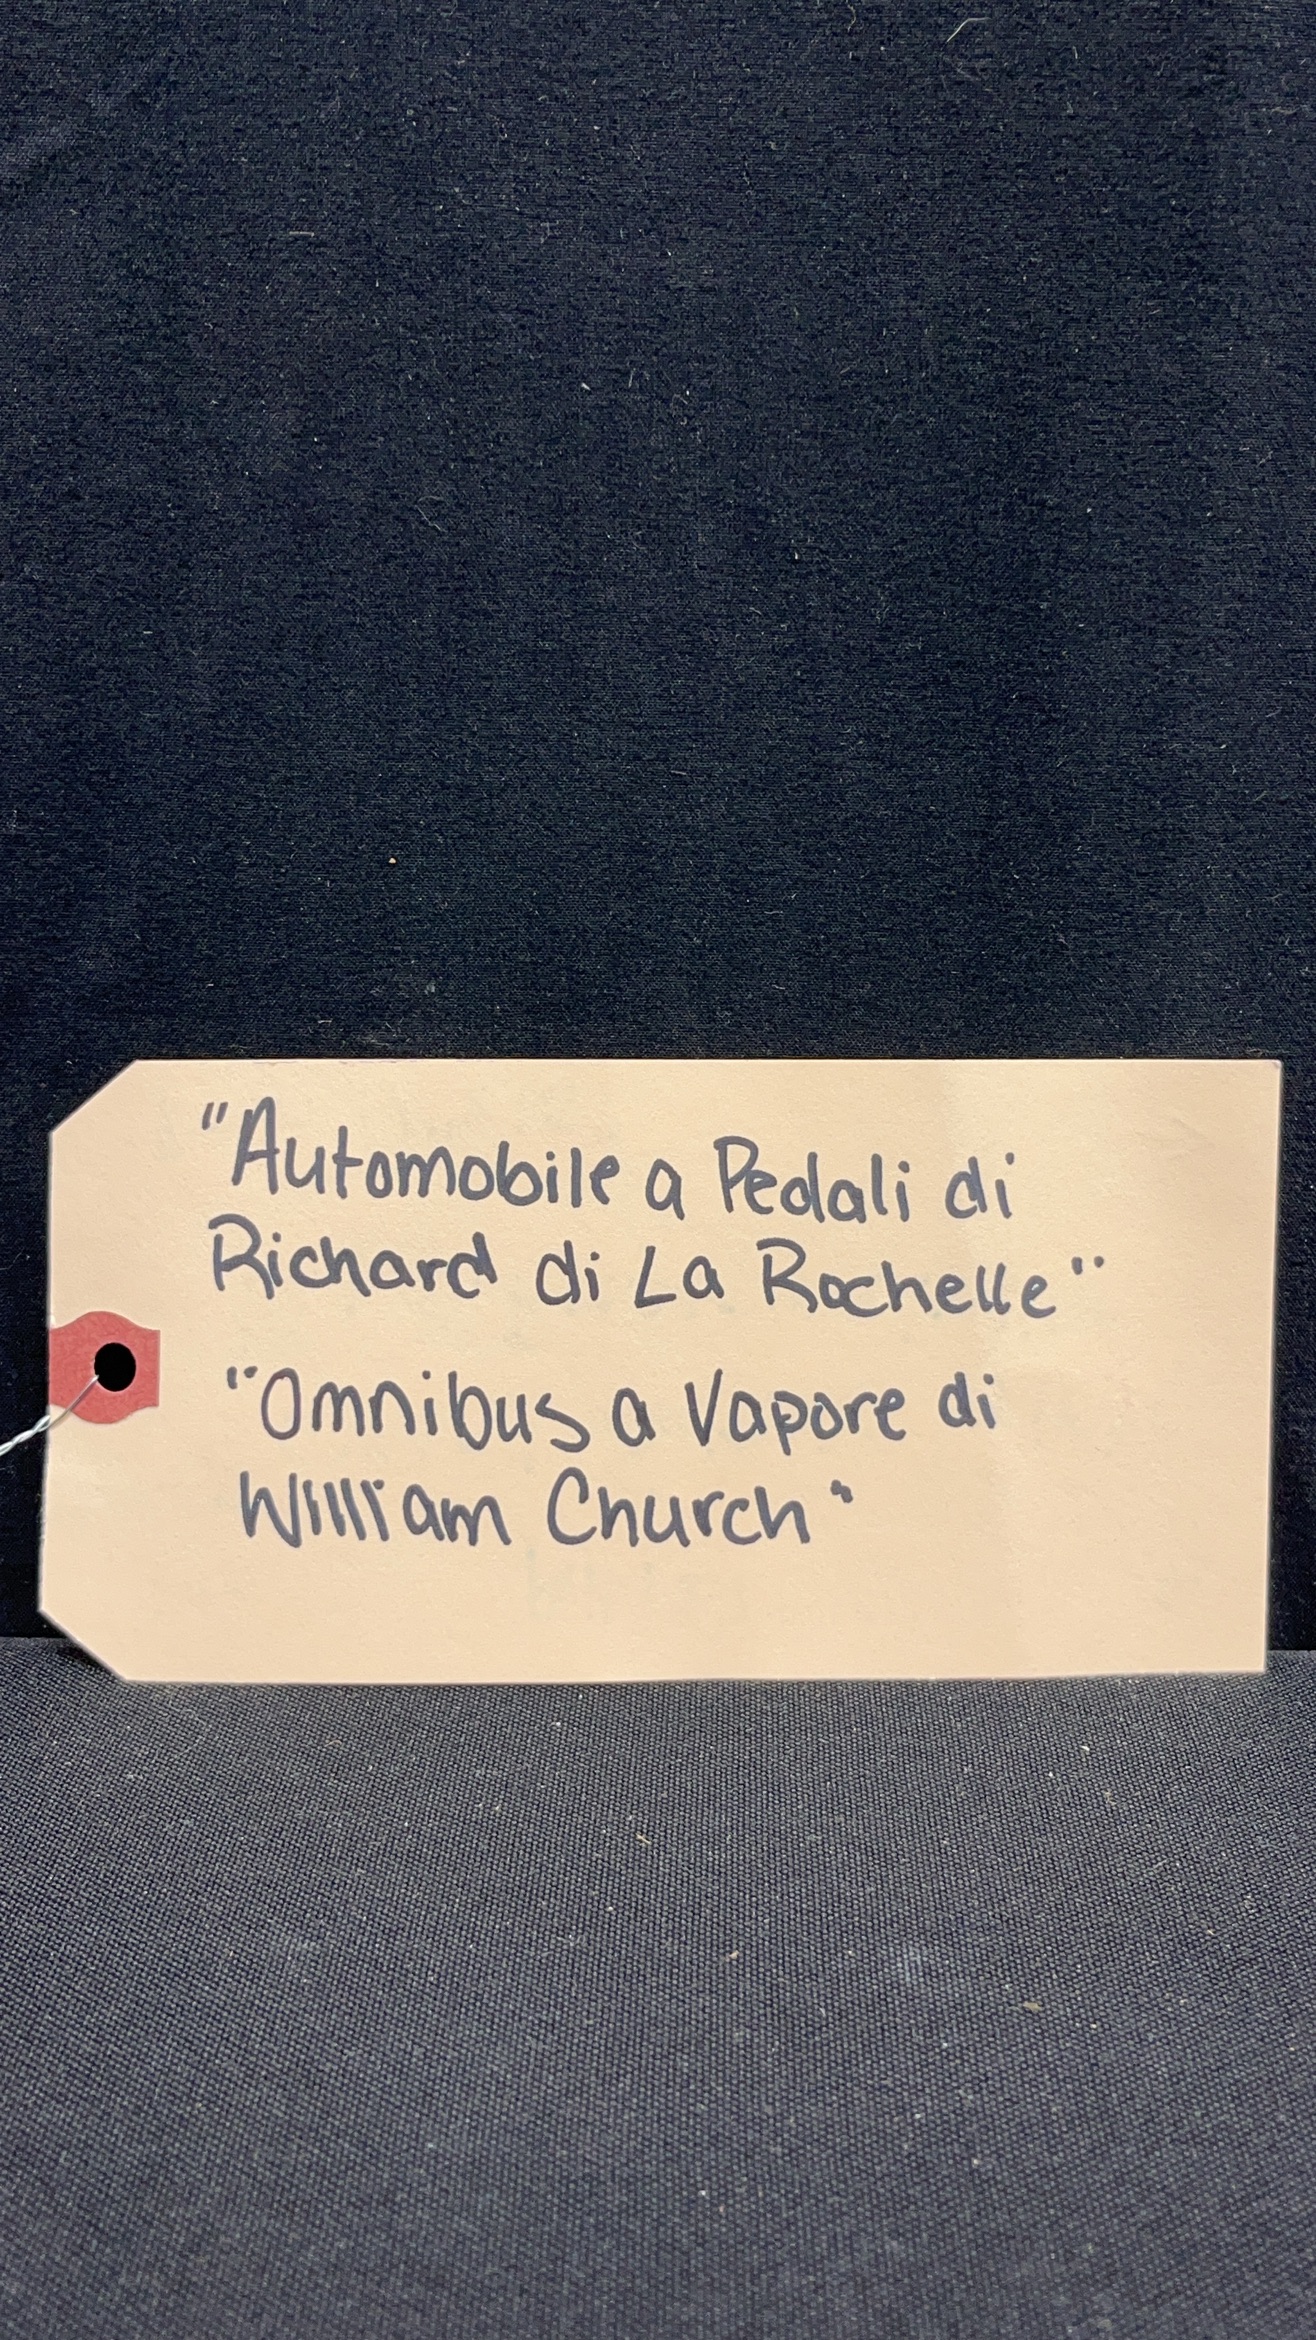 "Automobile a Pedali di
Richard di La Rochelle"
"Omnibus a Vapore di
William Church"